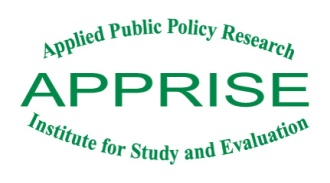 Applied Public Policy Research
APPRISE
Institute for Study and Evaluation